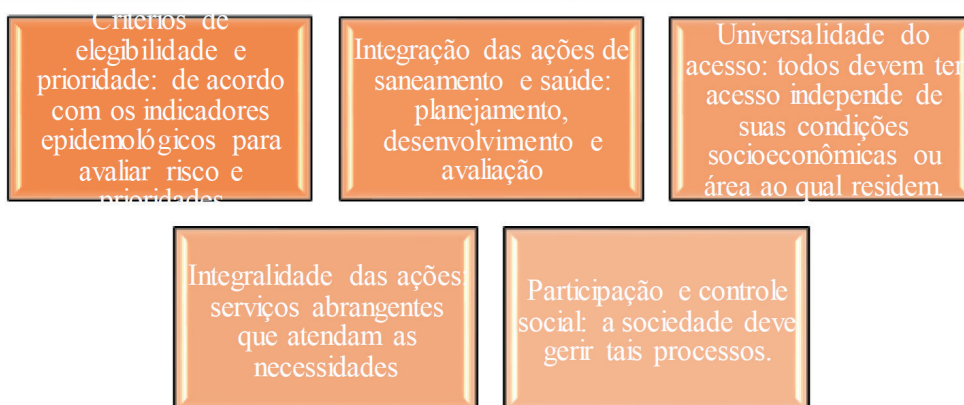 Critérios de
elegibilidade e
prioridade: de acordo
com os indicadores
epidemológicos para
avaliar risco e
prioridades
Integração das ações de
saneamento e saúde:
planejamento,
desenvolvimento e
avaliação
Universalidade do
acesso: todos devem ter
acesso independe de
suas condições
socioeconômicas ou
área ao qual residem.
Integralidade das ações:
serviços abrangentes
que atendam as
necessidades
Participação e controle
social: a sociedade deve
gerir tais processos.